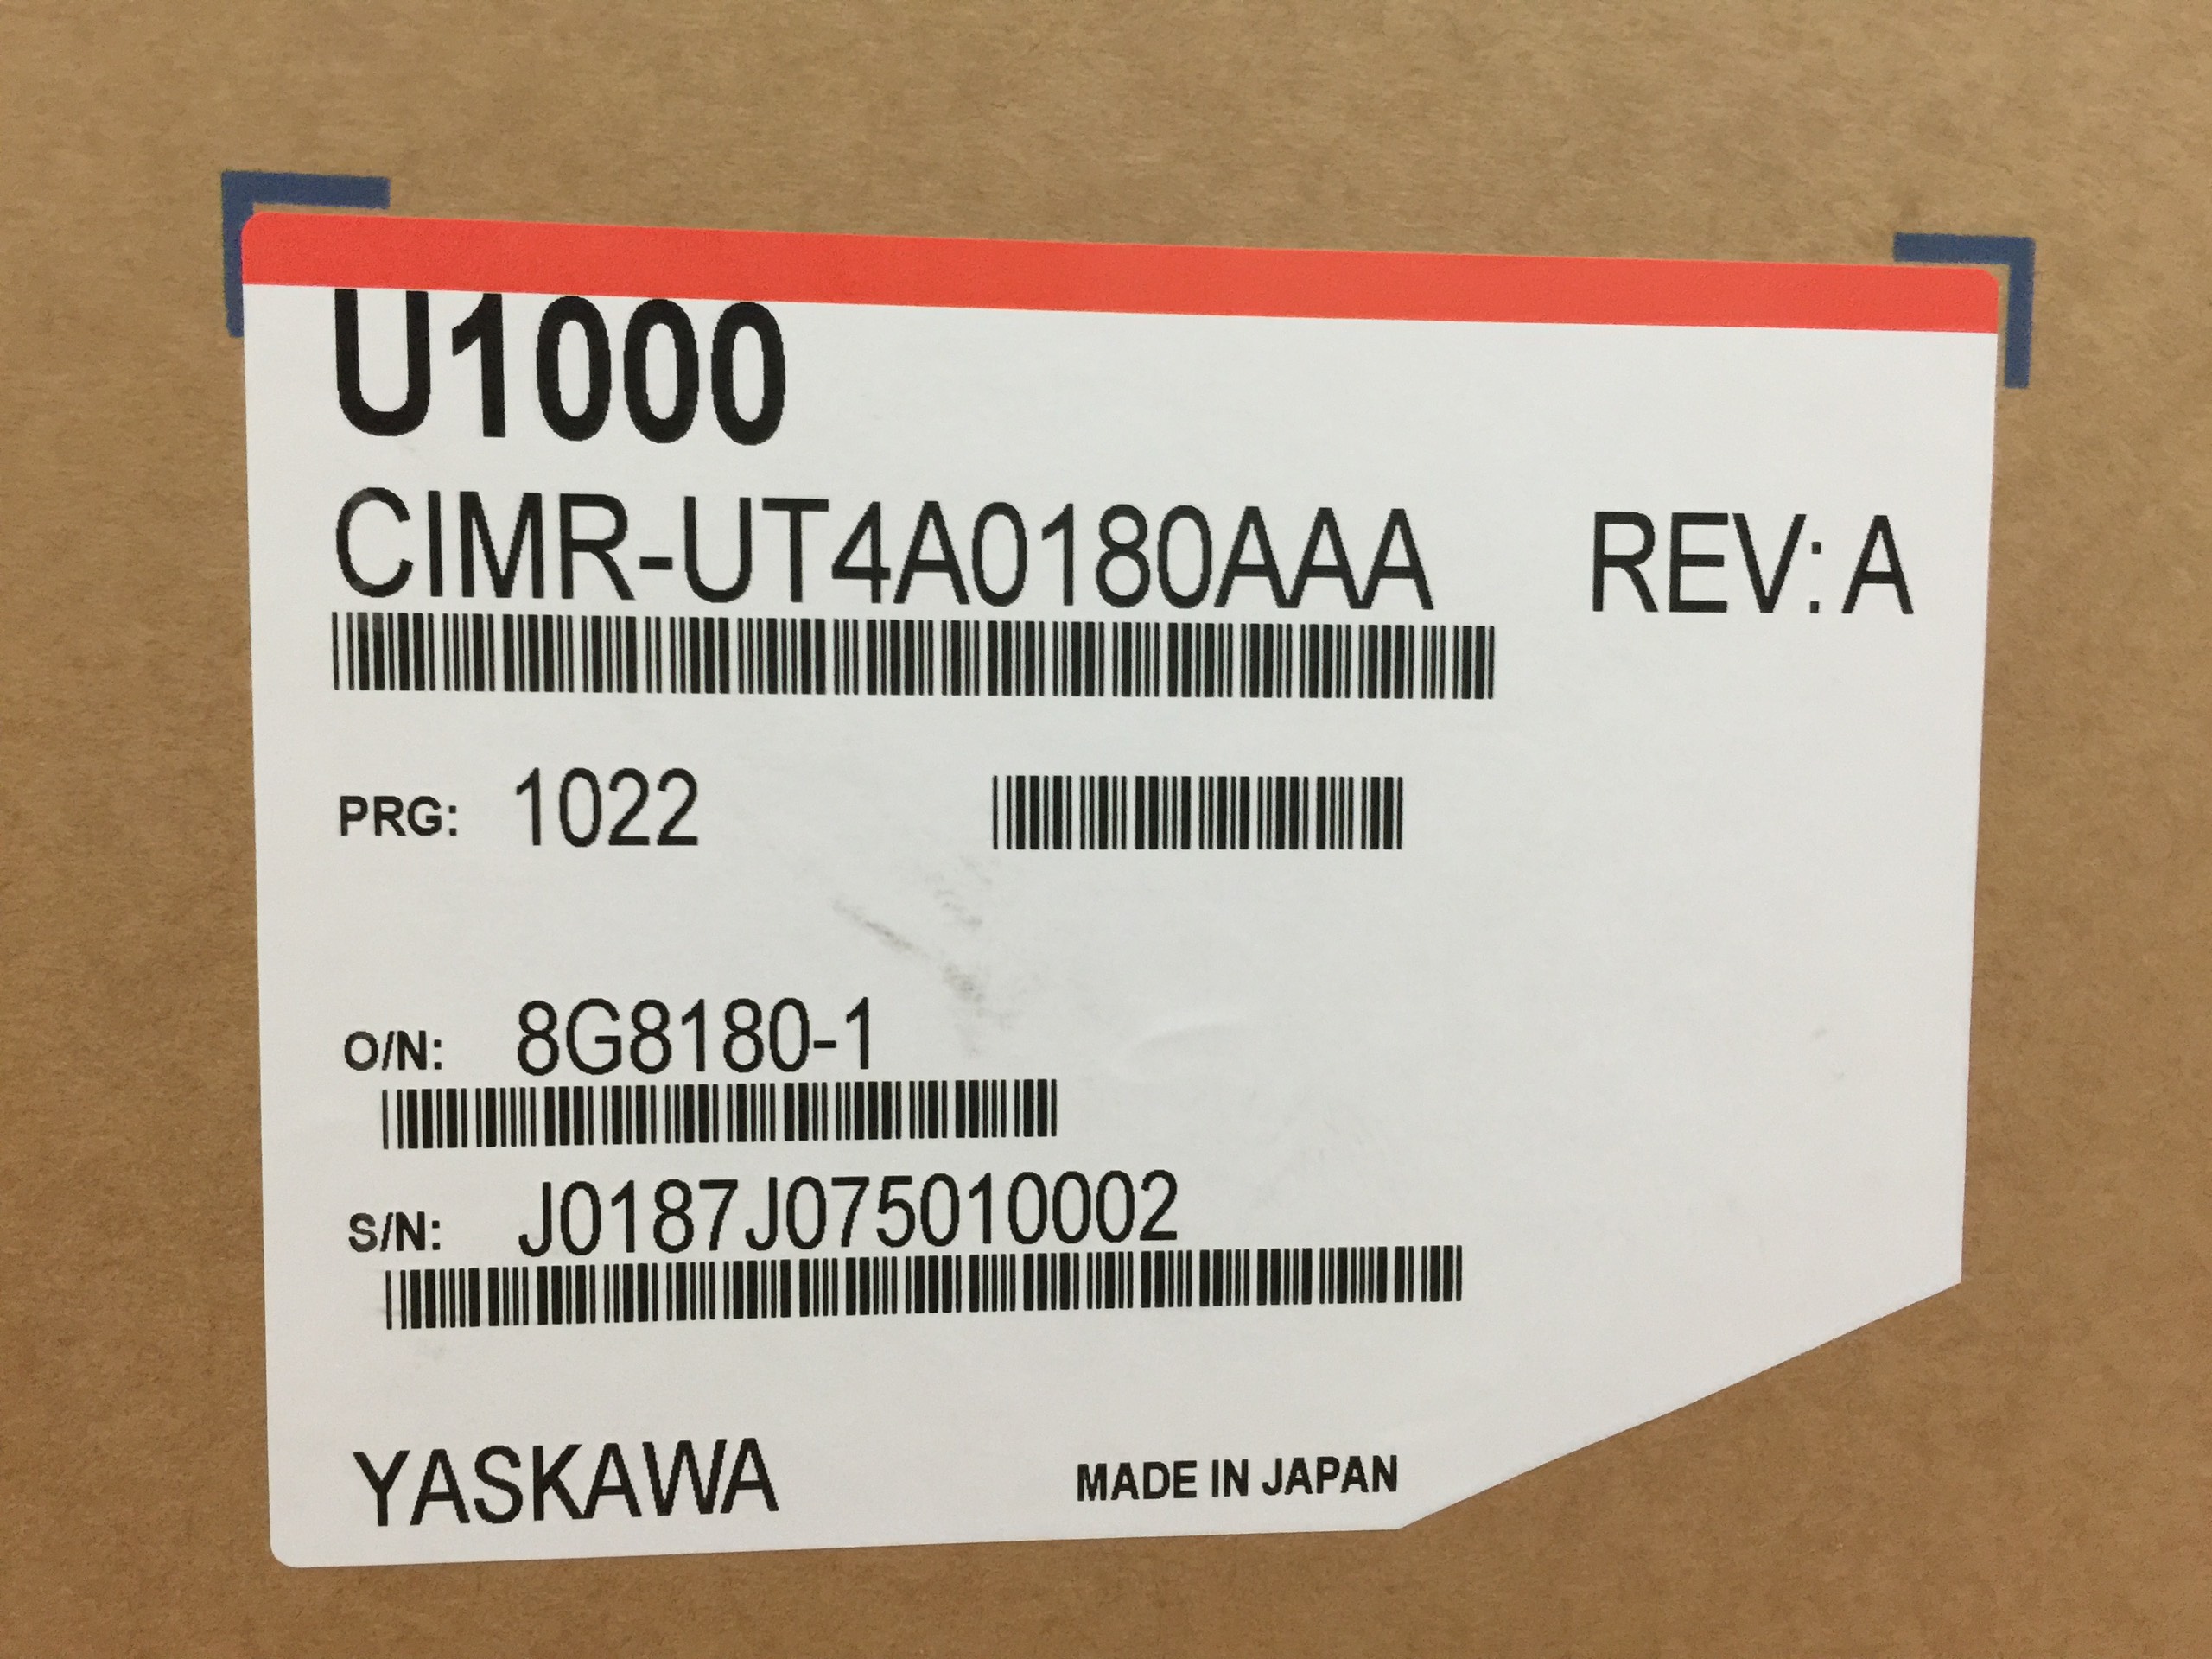 U1000
CIMR-UT4A0180AAA REV: A
PRG: 1022
O/N: 8G8180-1
S/N: J0187J075010002
YASKAWA MADE IN JAPAN